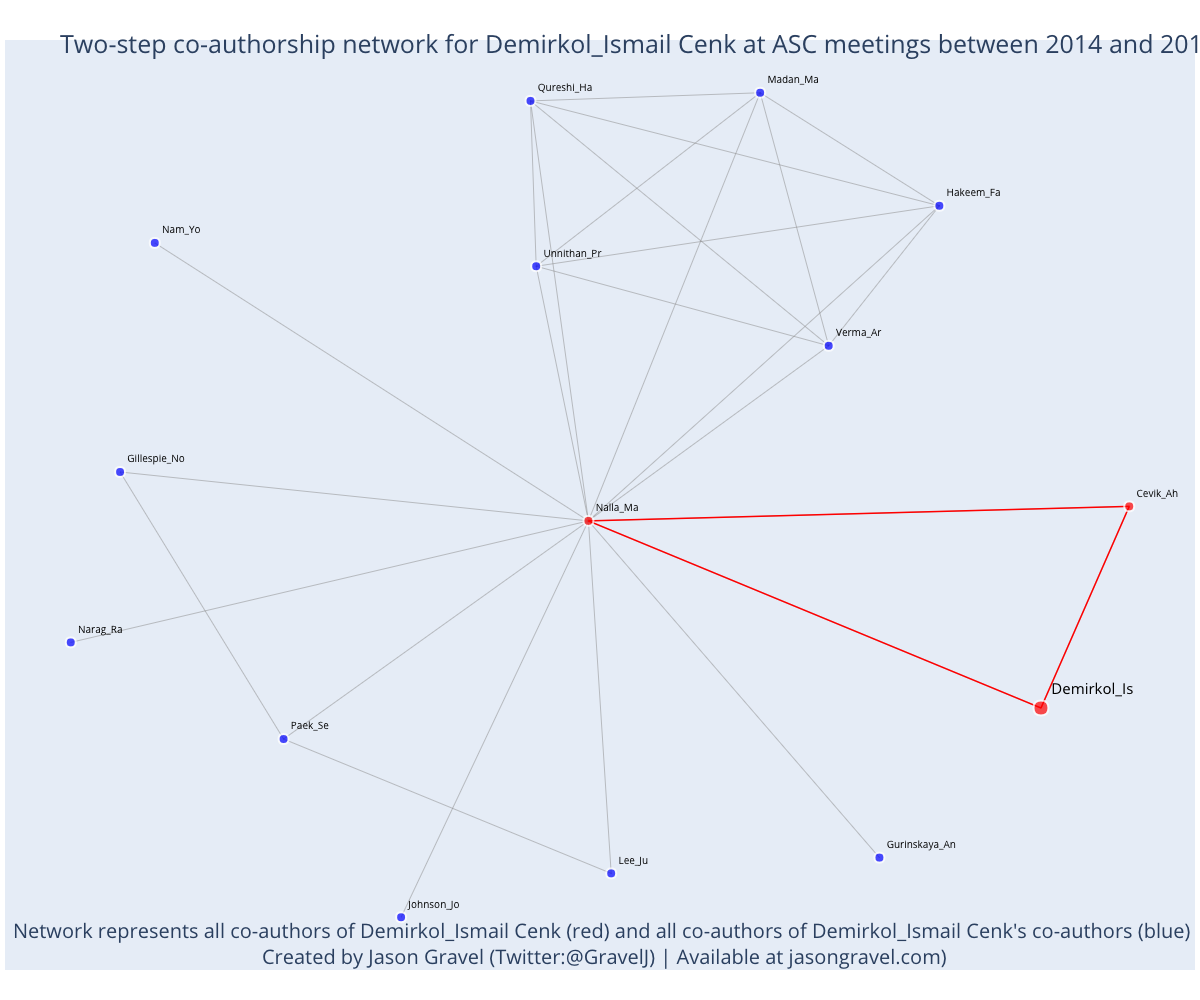 Two-step co-authorship network for Demirkol_Ismail Cenk at ASC meetings between 2014 and 201
Madan_Ma
Qureshi_Ha
Hakeem_Fa
Nam_Yo
Unnithan_Pr
Verma_Ar
Gillespie_No
Cevik_Ah
Nalla_Ma
Narag_Ra
Demirkol_Is
Paek_Se
Gurinskaya_An
Lee_Ju
Johnson_Jo
Network represents all co-authors of Demirkol_Ismail Cenk (red) and all co-authors of Demirkol_Ismail Cenk's co-authors (blue)
Created by Jason Gravel (Twitter:@GravelJ) | Available at jasongravel.com)